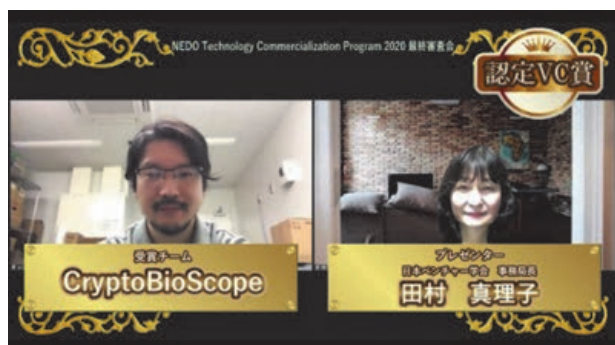 NEDO Technology Commercialization Program 2020 最終審査会
認定VC賞
受賞チーム
CryptoBioScope
プレゼンター
日本ベンチャー学会 事務局長
田村 真理子